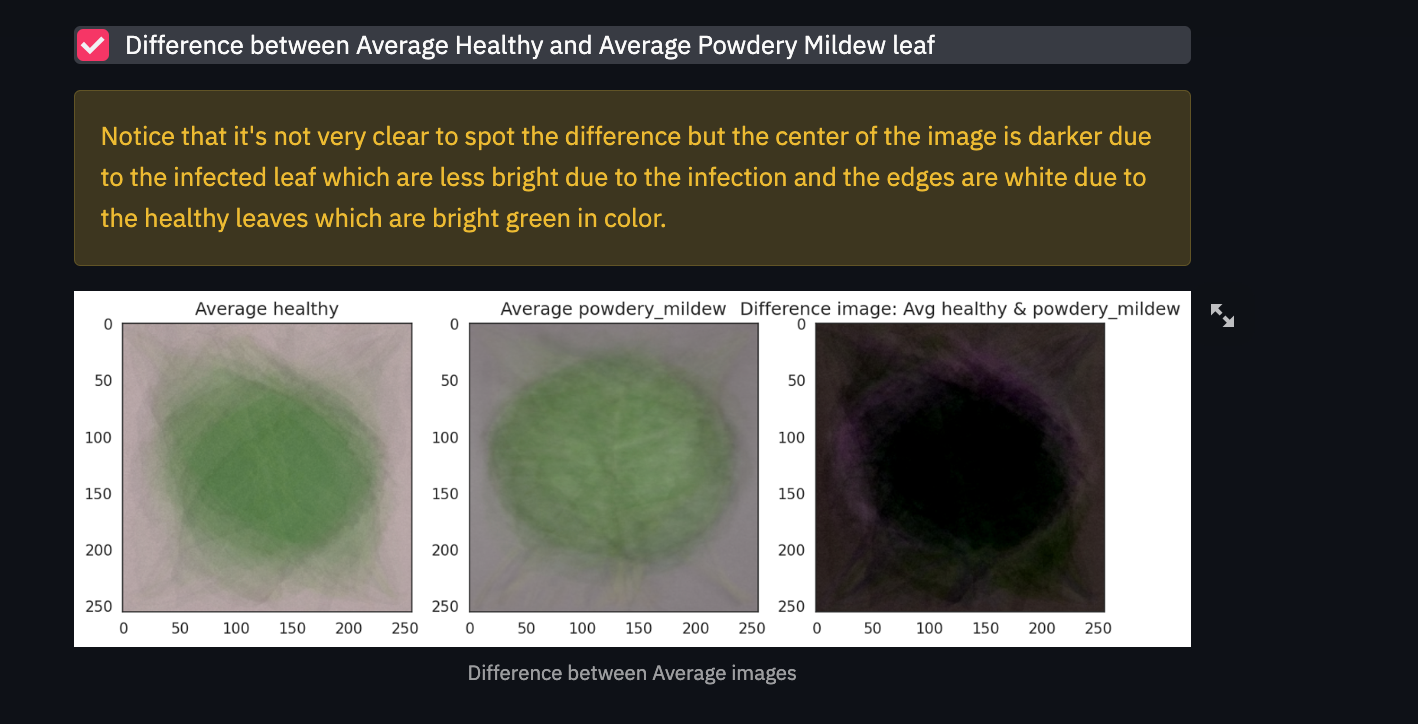 Difference between Average Healthy and Average Powdery Mildew leaf
Notice that it's not very clear to spot the difference but the center of the image is darker due
to the infected leaf which are less bright due to the infection and the edges are white due to
the healthy leaves which are bright green in color.
Average healthy
0
50
100
150
200
250
0 50 100 150 200 250
Average powdery_mildew
0
50
100
150
200
250
0 50 100 150 200 250
Difference image: Avg healthy & powdery_mildew
0
50
100
150
200
250
0 50 100 150 200 250
Difference between Average images